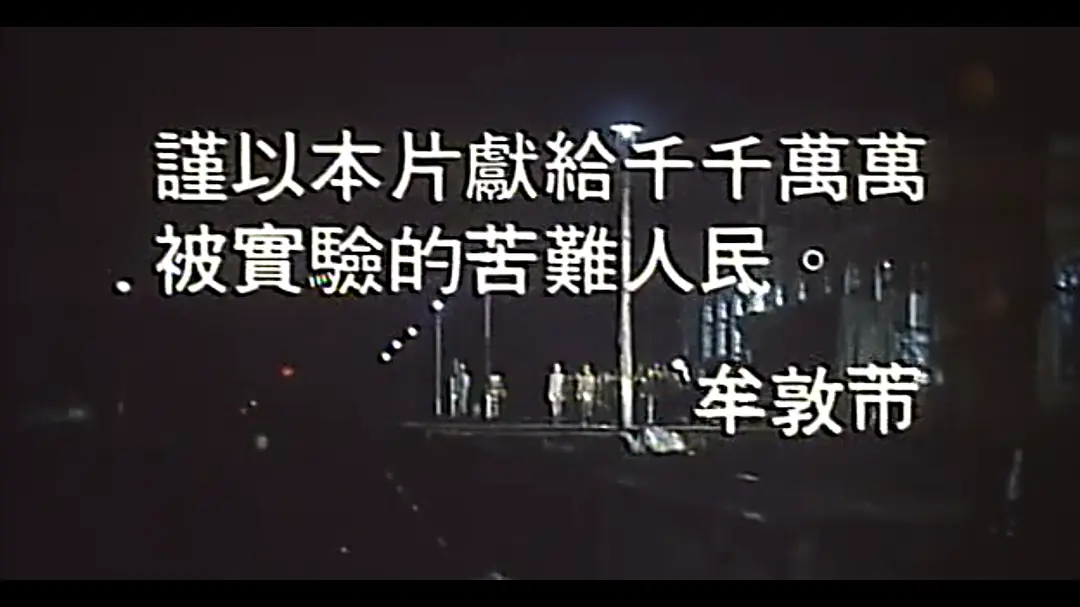 謹以本片獻給千千萬萬
被實驗的苦難人民。
牟敦芾